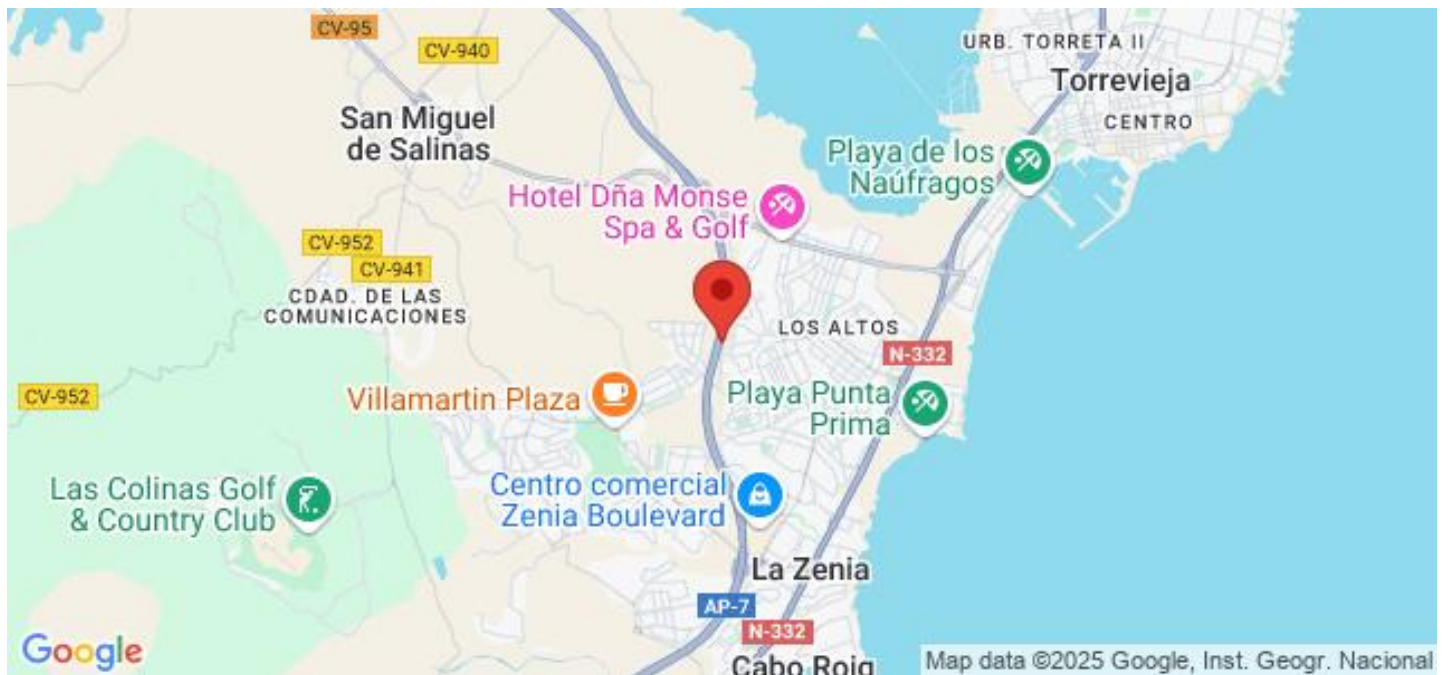 CV-95
CV-940
URB. TORRETA II
Torrevieja
CENTRO
San Miguel
de Salinas
Playa de los
Naúfragos
Hotel Dña Monse
Spa & Golf
CV-952
CV-941
CDAD. DE LAS
COMUNICACIONES
LOS ALTOS
N-332
CV-952
Villamartin Plaza
Playa Punta
Prima
Las Colinas Golf
& Country Club
Centro comercial
Zenia Boulevard
La Zenia
AP-7
N-332
Cabo Roig
Google
Map data ©2025 Google, Inst. Geogr. Nacional